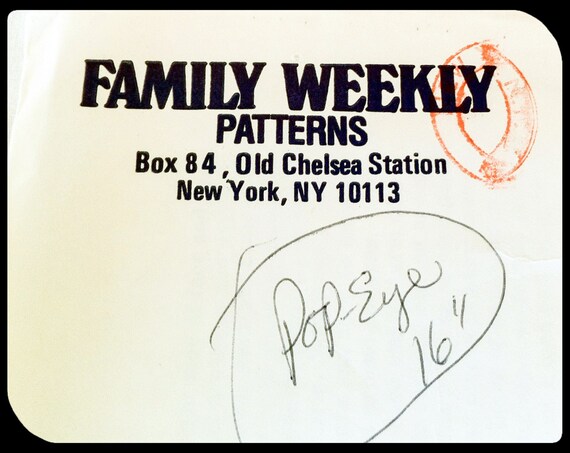 FAMILY WEEKLY
PATTERNS
Box 84, Old Chelsea Station
New York, NY 10113
Pop-Eye
16"